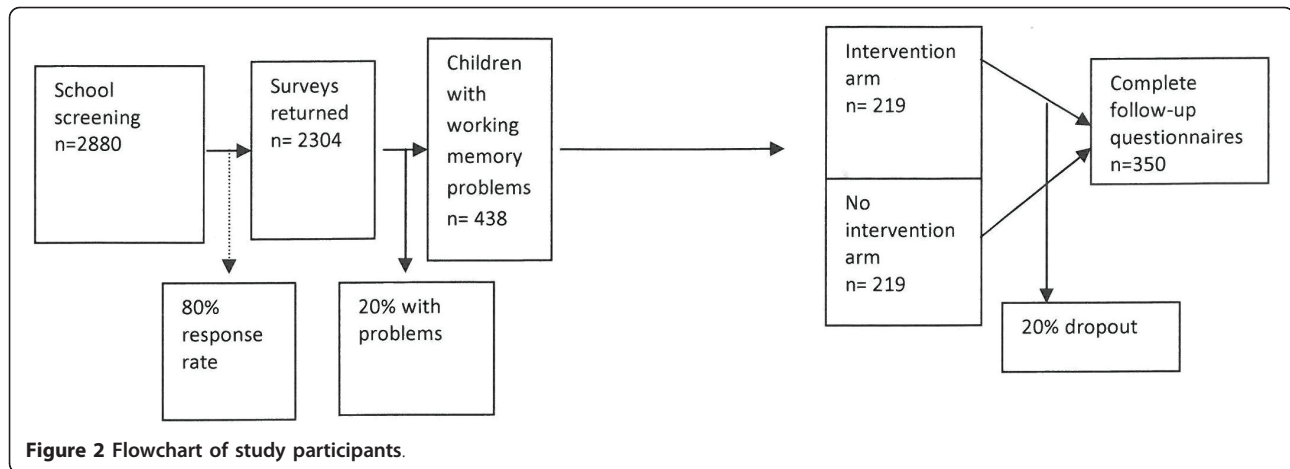 School
screening
n=2880
Surveys
returned
n= 2304
Children
with
working
memory
problems
n= 438
Intervention
arm
n= 219
No
intervention
arm
n= 219
Complete
follow-up
questionnaires
n=350
80%
response
rate
20% with
problems
20% dropout
Figure 2 Flowchart of study participants.